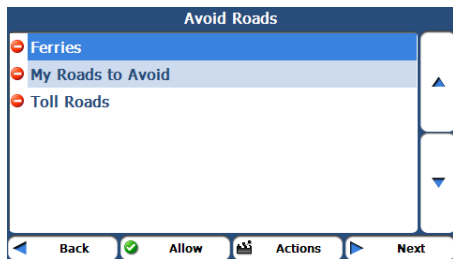 Avoid Roads
Ferries
My Roads to Avoid
Toll Roads
Back Allow Actions Next